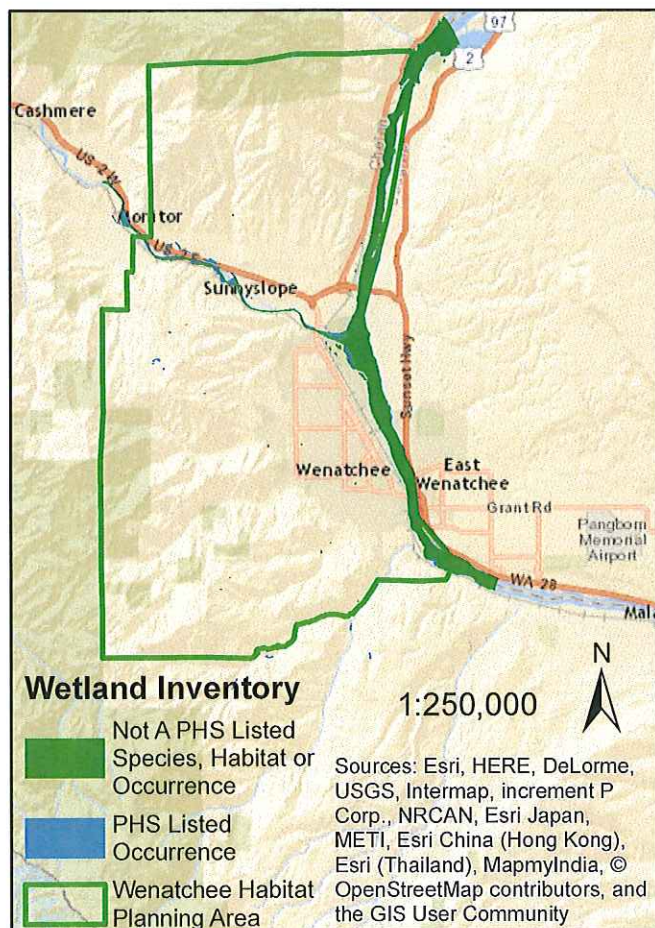 97
2
Cashmere
US 2 W
Monitor
US 2 E
Sunnyslope
Sunset Hwy
Wenatchee
East
Wenatchee
Grant Rd
Pangborn
Memorial
Airport
WA 28
Mala
N
Wetland Inventory
1:250,000
Not A PHS Listed
Species, Habitat or
Occurrence
PHS Listed
Occurrence
Wenatchee Habitat
Planning Area
Sources: Esri, HERE, DeLorme,
USGS, Intermap, increment P
Corp., NRCAN, Esri Japan,
METI, Esri China (Hong Kong),
Esri (Thailand), MapmyIndia, ©
OpenStreetMap contributors, and
the GIS User Community